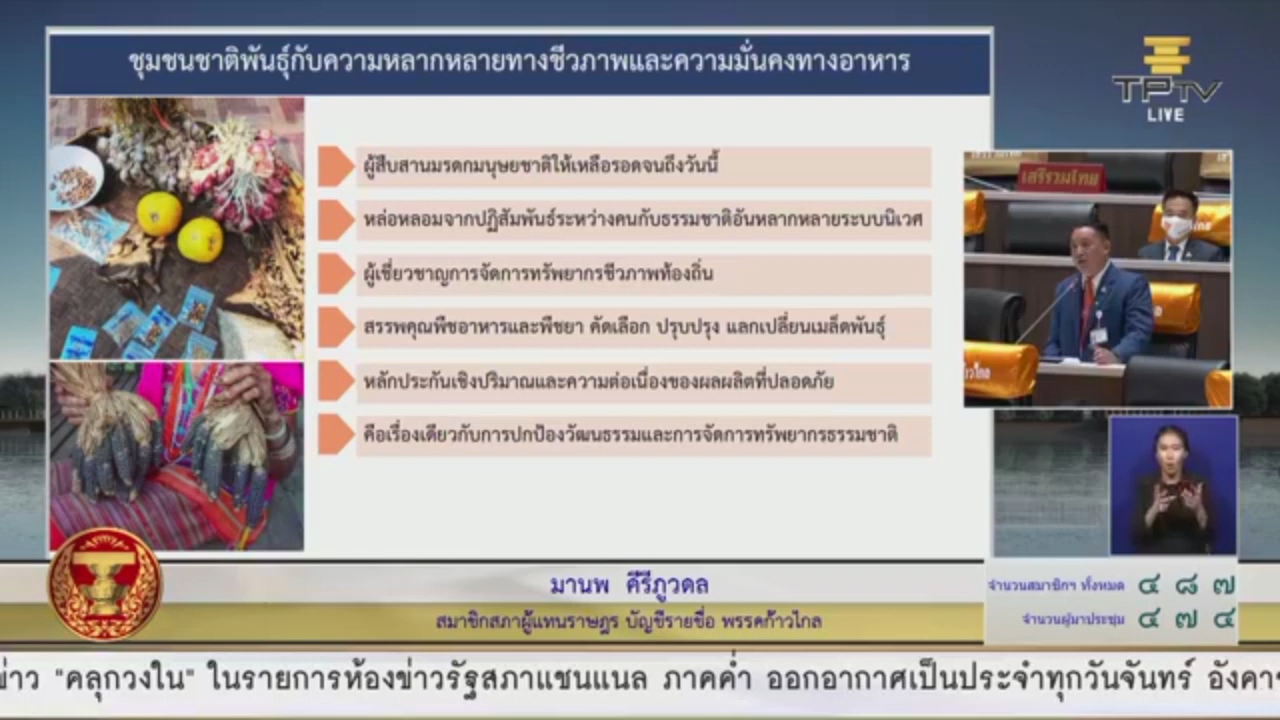 ชุมชนชาติพันธุ์กับความหลากหลายทางชีวภาพและความมั่นคงทางอาหาร
TPTV
LIVE
ผู้สืบสานมรดกมนุษยชาติให้เหลือรอดจนถึงวันนี้
เสรีรวมไทย
หล่อหลอมจากปฏิสัมพันธ์ระหว่างคนกับธรรมชาติอันหลากหลายระบบนิเวศ
ผู้เชี่ยวชาญการจัดการทรัพยากรชีวภาพท้องถิ่น
สรรพคุณพืชอาหารและพืชยา คัดเลือก ปรุบปรุง แลกเปลี่ยนเมล็ดพันธุ์
หลักประกันเชิงปริมาณและความต่อเนื่องของผลผลิตที่ปลอดภัย
คือเรื่องเดียวกับการปกป้องวัฒนธรรมและการจัดการทรัพยากรธรรมชาติ
มานพ คีรีภูวดล
สมาชิกสภาผู้แทนราษฎร บัญชีรายชื่อ พรรคก้าวไกล
จำนวนสมาชิกฯ ทั้งหมด ๔ ๘ ๗
จำนวนผู้มาประชุม ๔ ๗ ๔
ข่าว "คลุกวงใน" ในรายการห้องข่าวรัฐสภาแชนแนล ภาคค่ำ ออกอากาศเป็นประจำทุกวันจันทร์ อังคาร